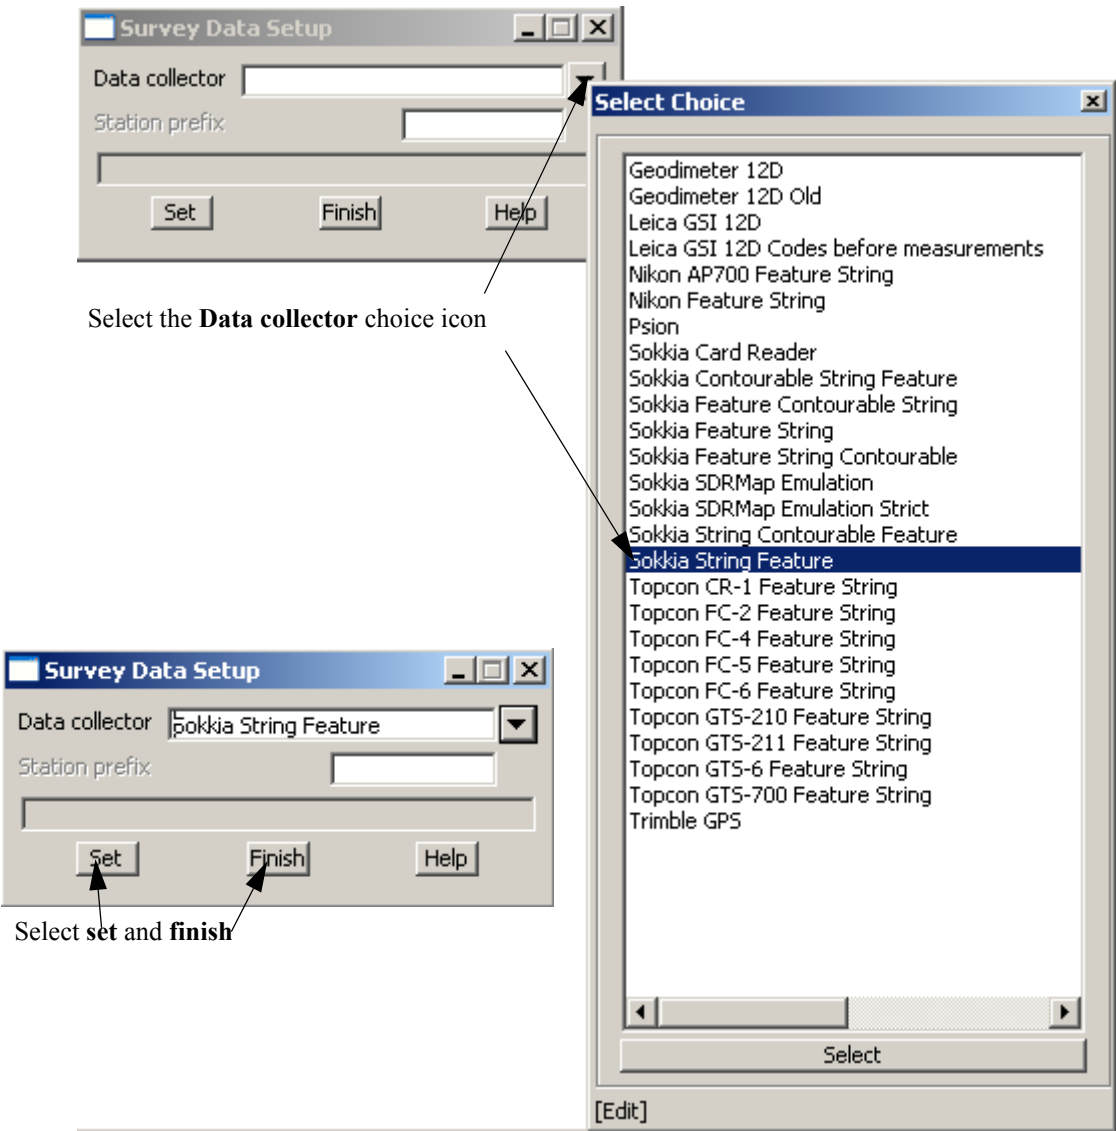 Survey Data Setup
Data collector
Station prefix
Set Finish Help
Select the Data collector choice icon
Select Choice
Geodimeter 12D
Geodimeter 12D Old
Leica GSI 12D
Leica GSI 12D Codes before measurements
Nikon AP700 Feature String
Nikon Feature String
Psion
Sokkia Card Reader
Sokkia Contourable String Feature
Sokkia Feature Contourable String
Sokkia Feature String
Sokkia Feature String Contourable
Sokkia SDRMap Emulation
Sokkia SDRMap Emulation Strict
Sokkia String Contourable Feature
Sokkia String Feature
Topcon CR-1 Feature String
Topcon FC-2 Feature String
Topcon FC-4 Feature String
Topcon FC-5 Feature String
Topcon FC-6 Feature String
Topcon GTS-210 Feature String
Topcon GTS-211 Feature String
Topcon GTS-6 Feature String
Topcon GTS-700 Feature String
Trimble GPS
Select
[Edit]
Survey Data Setup
Data collector Sokkia String Feature
Station prefix
Set Finish Help
Select set and finish